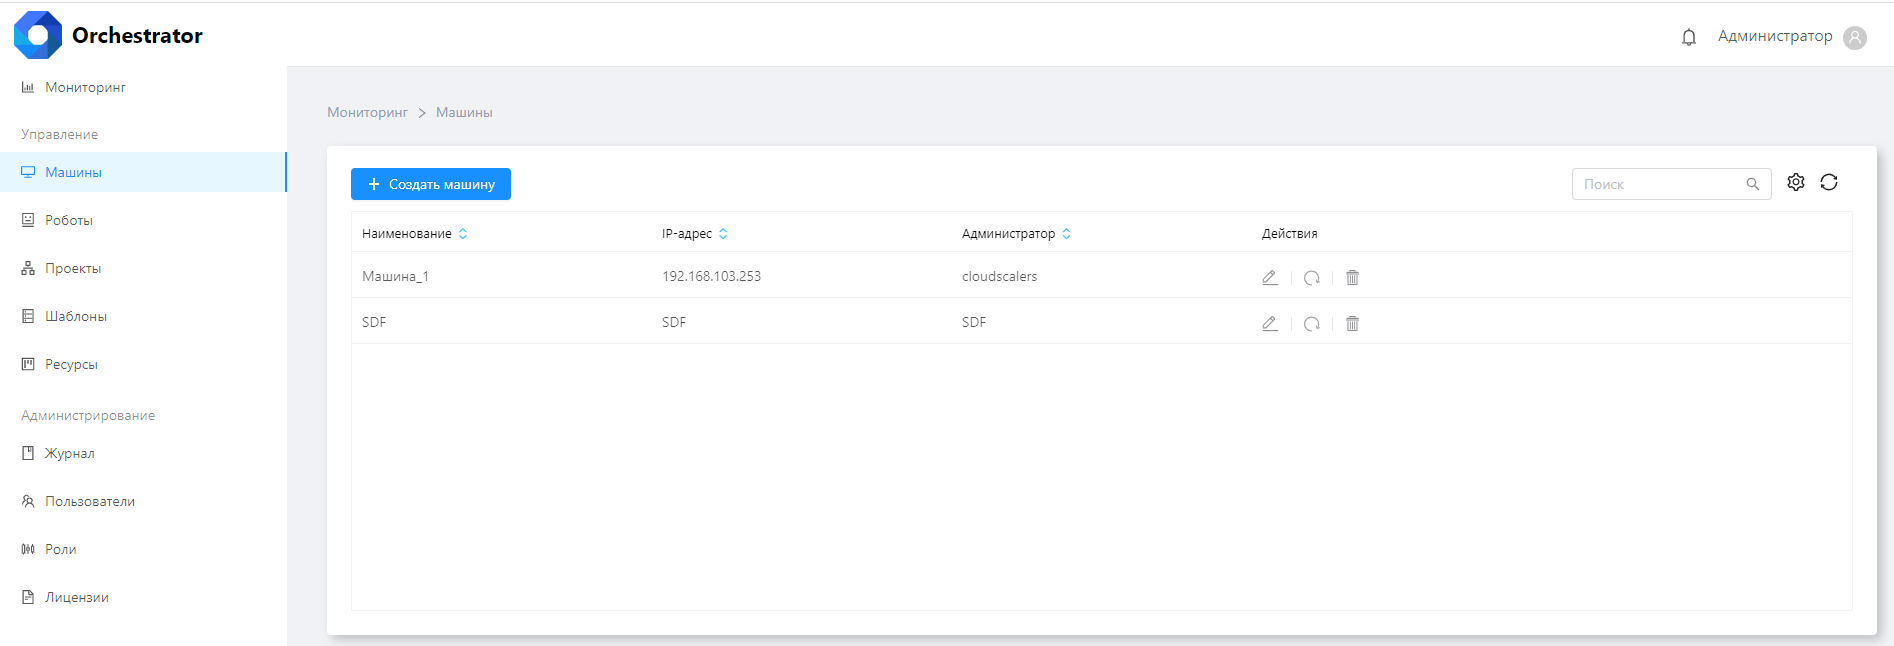 Orchestrator
Администратор
Мониторинг
Управление
Машины
Роботы
Проекты
Шаблоны
Ресурсы
Администрирование
Журнал
Пользователи
Роли
Лицензии
Мониторинг > Машины
+ Создать машину
Поиск
Наименование IP-адрес Администратор Действия
Машина_1 192.168.103.253 cloudscalers
SDF SDF SDF